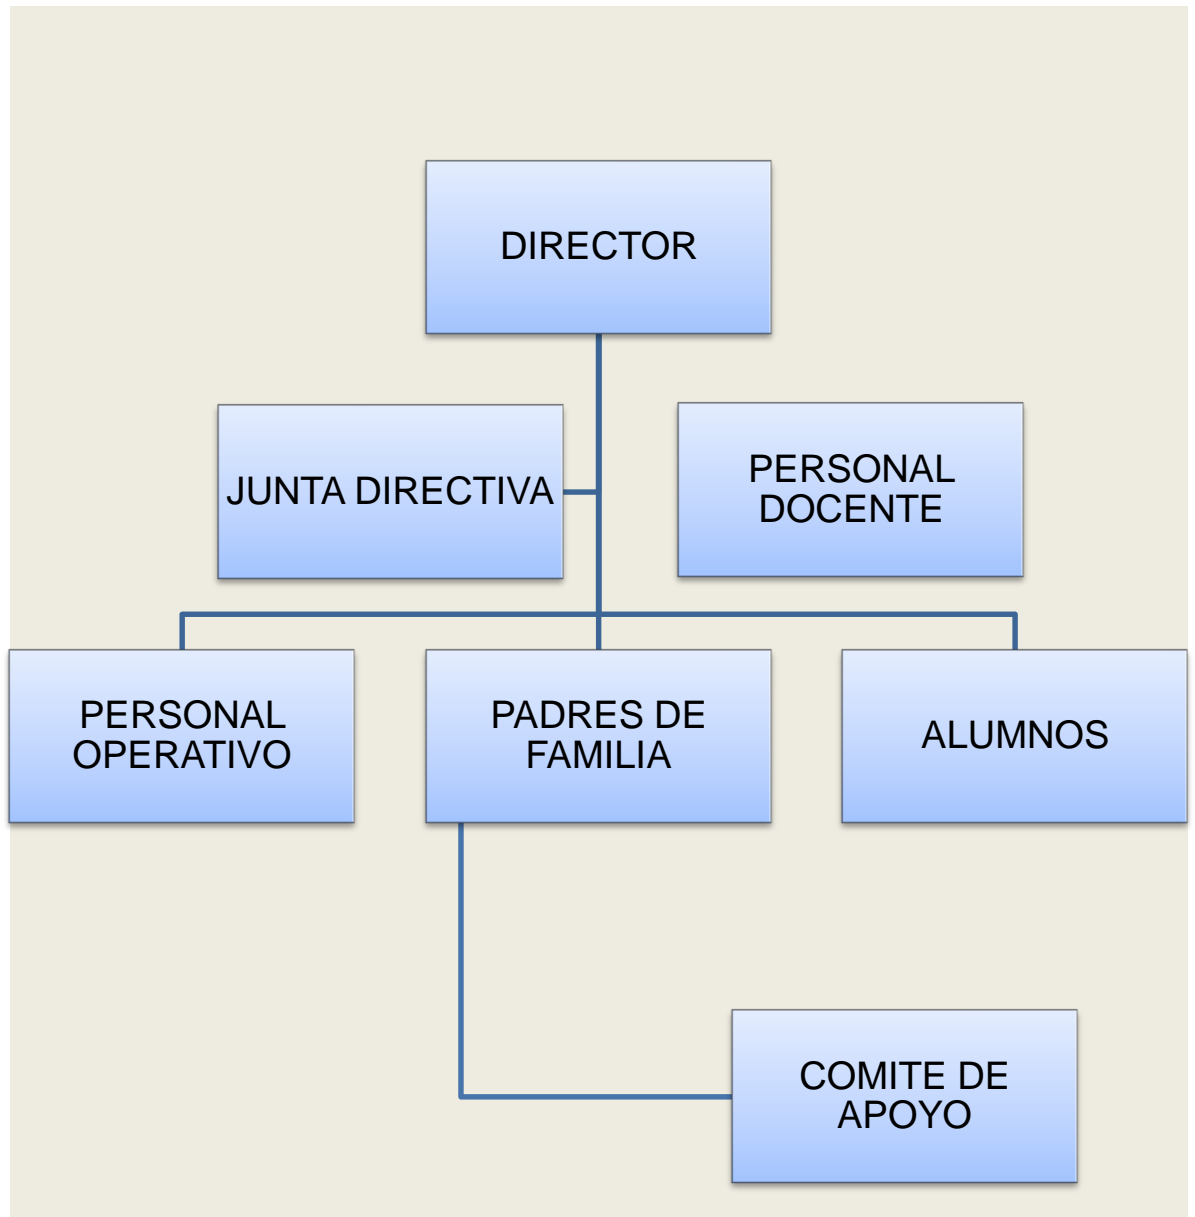 DIRECTOR
JUNTA DIRECTIVA
PERSONAL
DOCENTE
PERSONAL
OPERATIVO
PADRES DE
FAMILIA
ALUMNOS
COMITE DE
APOYO